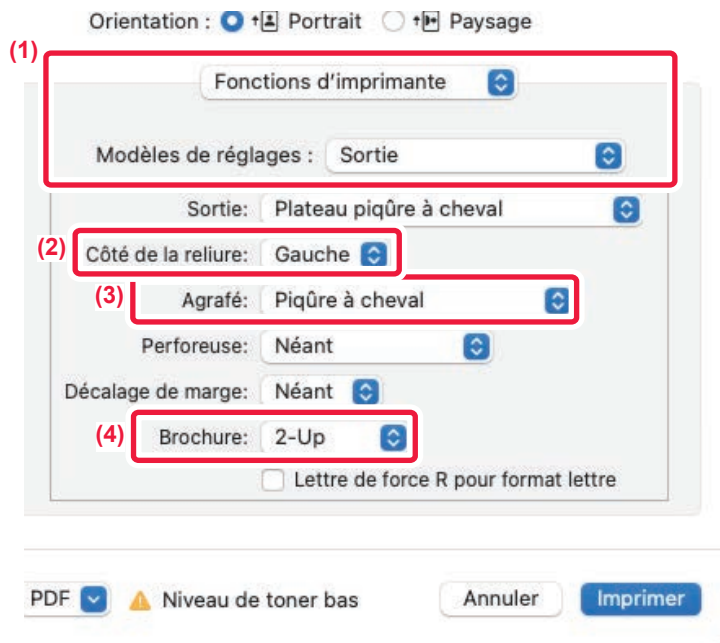 Orientation : Portrait Paysage
(1)
Fonctions d'imprimante
Modèles de réglages : Sortie
Sortie: Plateau piqûre à cheval
(2) Côté de la reliure: Gauche
(3) Agrafé: Piqûre à cheval
Perforeuse: Néant
Décalage de marge: Néant
(4) Brochure: 2-Up
Lettre de force R pour format lettre
PDF Niveau de toner bas Annuler Imprimer